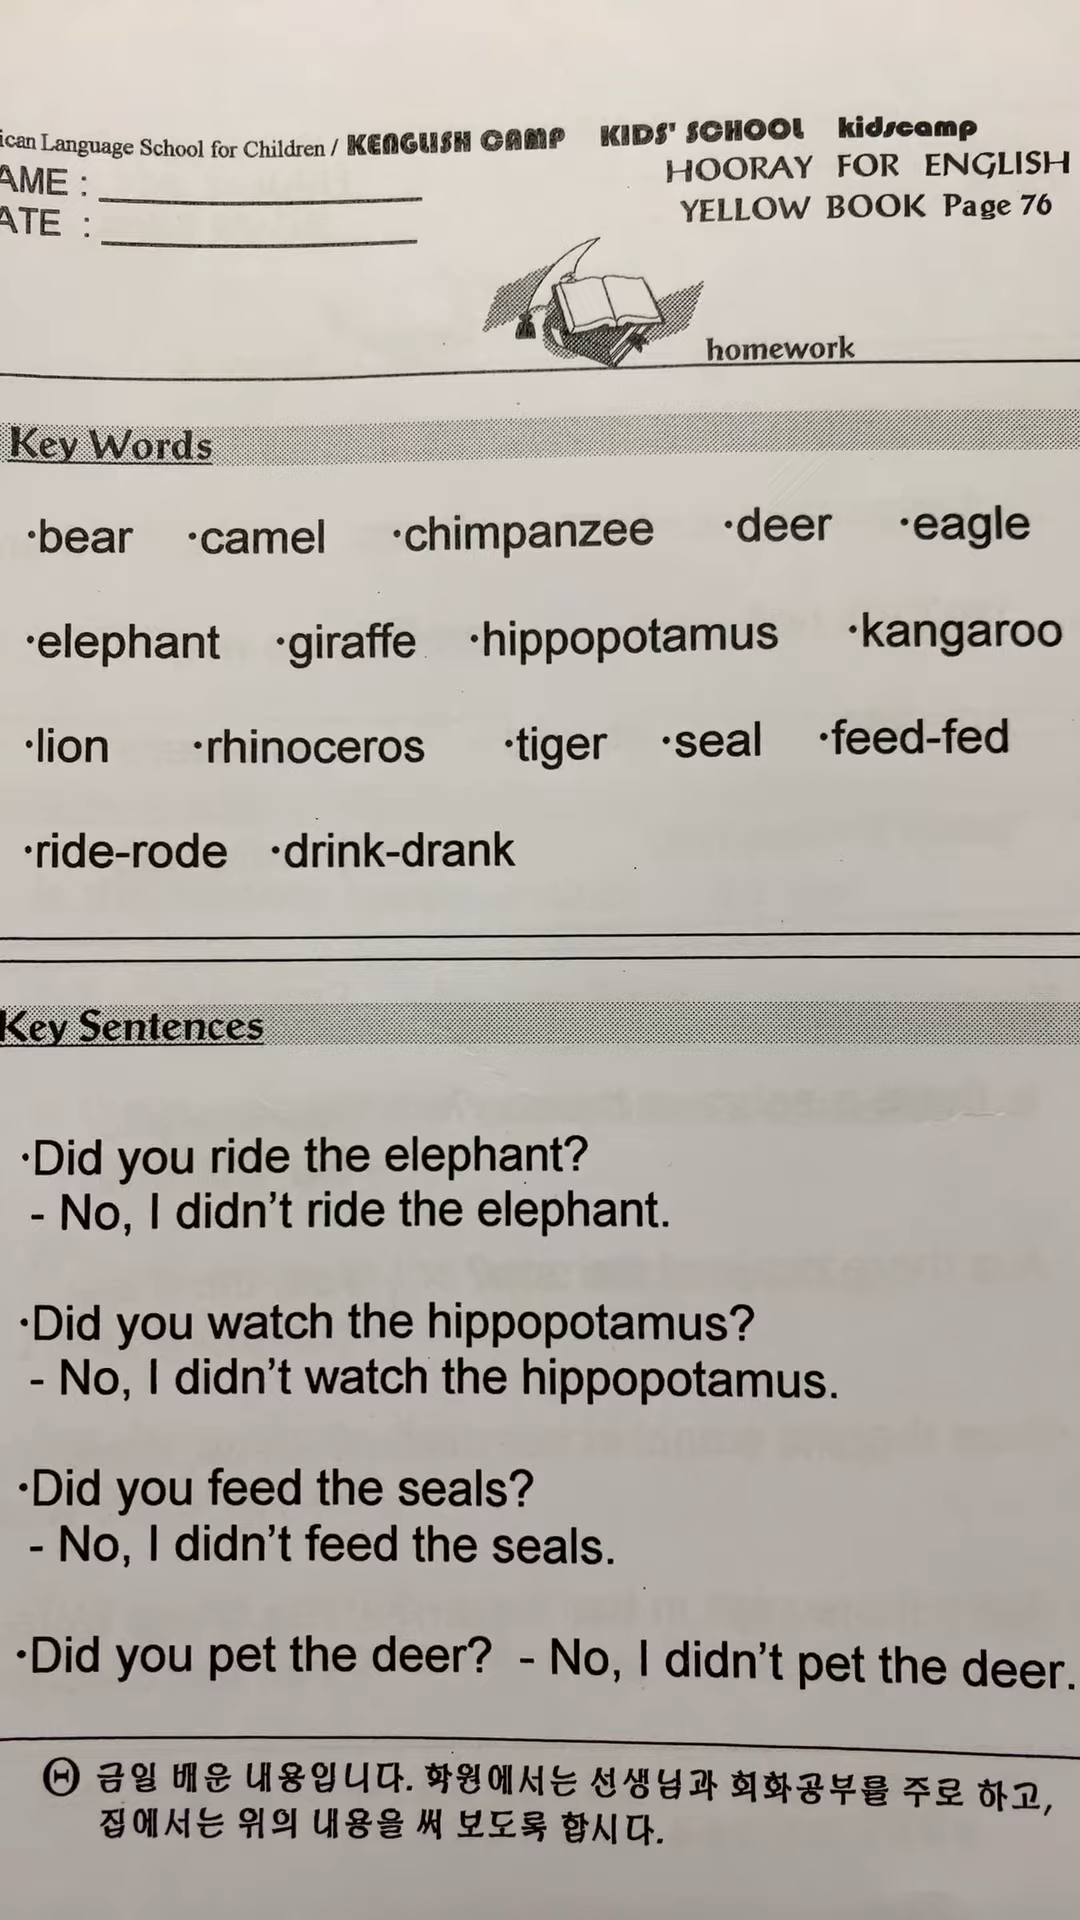 ican Language School for Children / KENGLISH CAMP KIDS' SCHOOL kidscamp
AME : HOORAY FOR ENGLISH
ATE : YELLOW BOOK Page 76
homework
Key Words
·bear ·camel ·chimpanzee ·deer ·eagle
·elephant ·giraffe ·hippopotamus ·kangaroo
·lion ·rhinoceros ·tiger ·seal ·feed-fed
·ride-rode ·drink-drank
Key Sentences
·Did you ride the elephant?
- No, I didn't ride the elephant.
·Did you watch the hippopotamus?
- No, I didn't watch the hippopotamus.
·Did you feed the seals?
- No, I didn't feed the seals.
·Did you pet the deer? - No, I didn't pet the deer.
금일 배운 내용입니다. 학원에서는 선생님과 회화공부를 주로 하고,
집에서는 위의 내용을 써 보도록 합시다.